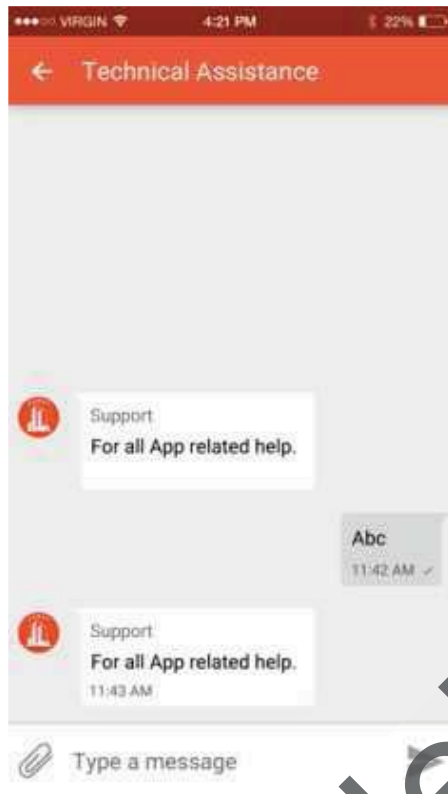 VIRGIN 4:21 PM 22%
Technical Assistance
Support
For all App related help.
Abc
11:42 AM
Support
For all App related help.
11:43 AM
Type a message